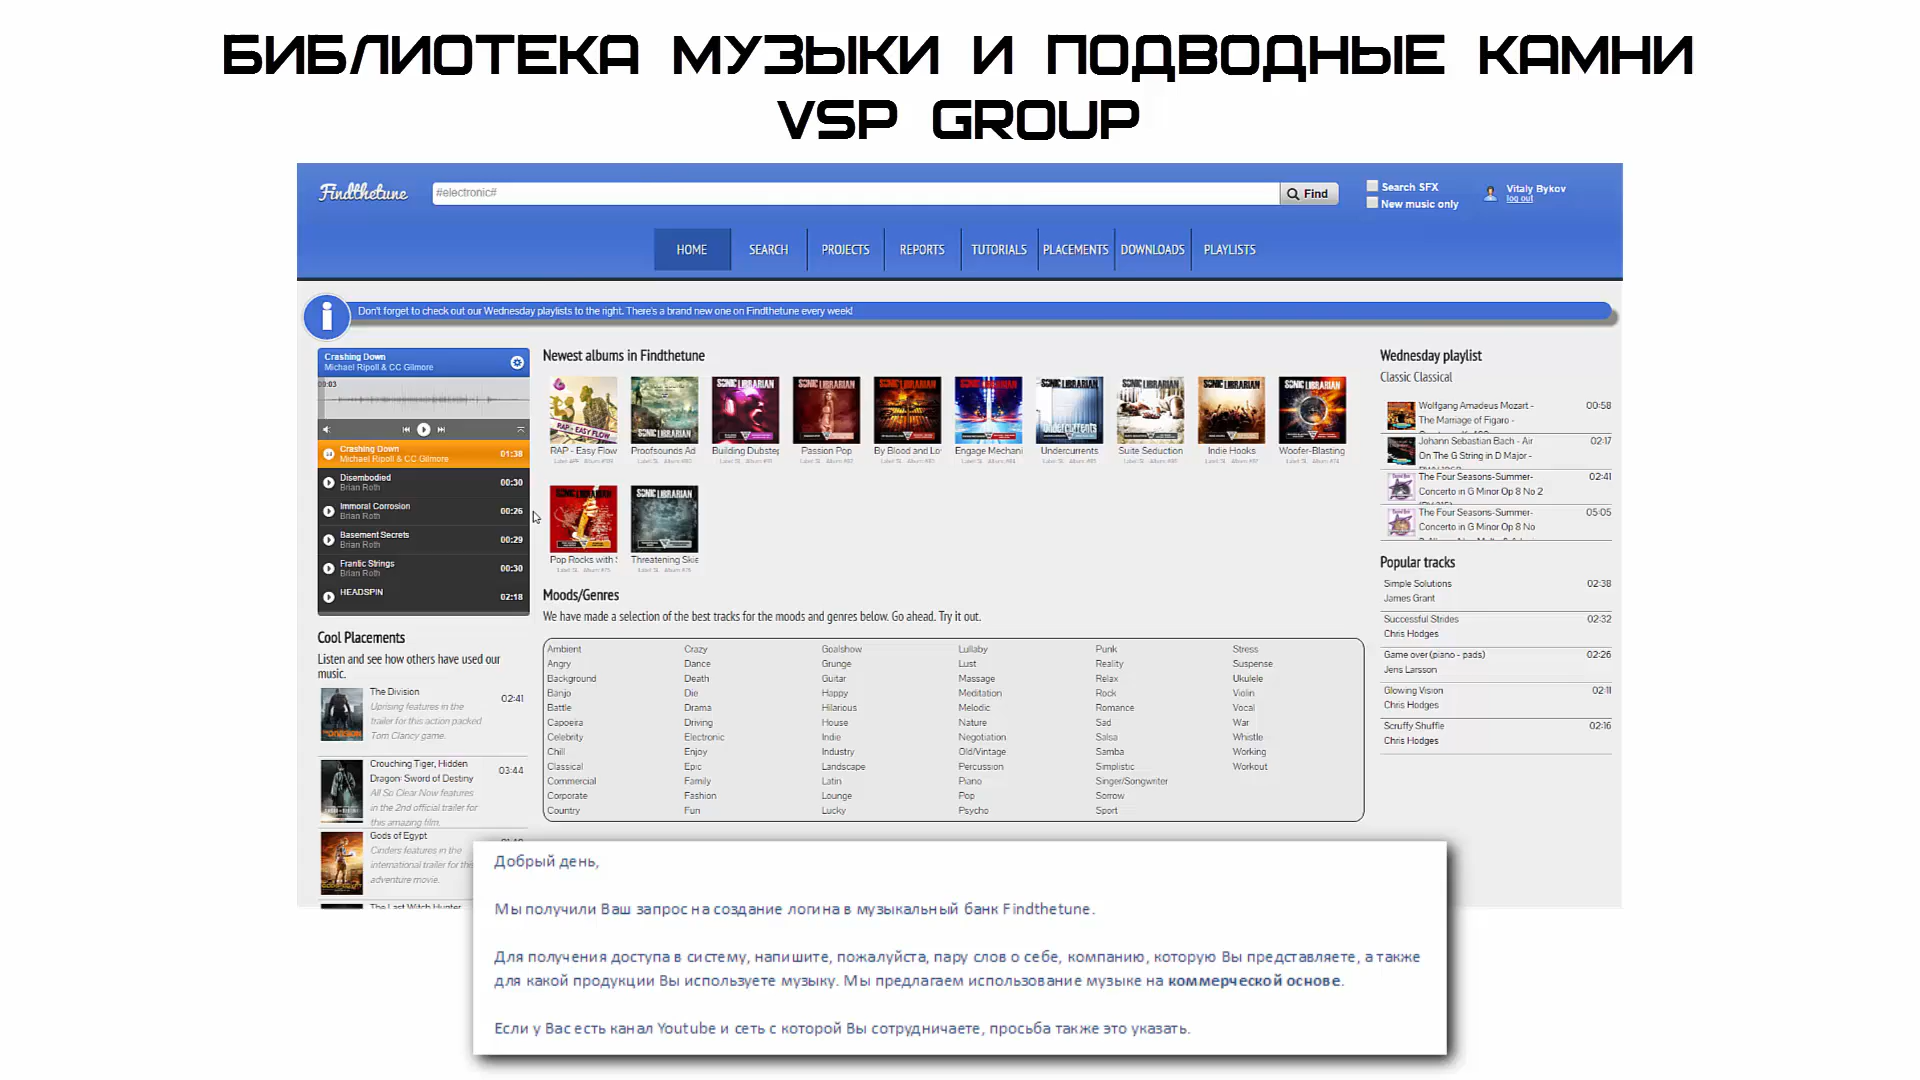 БИБЛИОТЕКА МУЗЫКИ И ПОДВОДНЫЕ КАМНИ
VSP GROUP
Findthetune
#electronic#
Find
Search SFX
New music only
Vitaly Bykov
log out
HOME
SEARCH
PROJECTS
REPORTS
TUTORIALS
PLACEMENTS
DOWNLOADS
PLAYLISTS
Don't forget to check out our Wednesday playlists to the right. There's a brand new one on Findthetune every week!
Crashing Down
Michael Ripoll & CC Gilmore
Crashing Down
Michael Ripoll & CC Gilmore
01:38
Disembodied
Brian Roth
00:30
Immoral Corrosion
Brian Roth
00:26
Basement Secrets
Brian Roth
00:29
Frantic Strings
Brian Roth
00:30
HEADSPIN
02:18
Cool Placements
Listen and see how others have used our
music.
The Division
02:41
Uprising features in the
trailer for this action packed
Tom Clancy game.
Crouching Tiger, Hidden
Dragon: Sword of Destiny
03:44
All So Clear Now features
in the 2nd official trailer for
this amazing film.
Gods of Egypt
Cinders features in the
international trailer for this
adventure movie.
The Last Witch Hunter
Newest albums in Findthetune
RAP - Easy Flow
Proofsounds Ad
Building Dubstep
Passion Pop
By Blood and Lo
Engage Mechani
Undercurrents
Suite Seduction
Indie Hooks
Woofer-Blasting
Pop Rocks with
Threatening Skie
Moods/Genres
We have made a selection of the best tracks for the moods and genres below. Go ahead. Try it out.
Ambient
Angry
Background
Banjo
Battle
Capoeira
Celebrity
Chill
Classical
Commercial
Corporate
Country
Crazy
Dance
Death
Die
Drama
Driving
Electronic
Enjoy
Epic
Family
Fashion
Fun
Goalshow
Grunge
Guitar
Happy
Hilarious
House
Indie
Industry
Landscape
Latin
Lounge
Lucky
Lullaby
Lust
Massage
Meditation
Melodic
Nature
Negotiation
Old/Vintage
Percussion
Piano
Pop
Psycho
Punk
Reality
Relax
Rock
Romance
Sad
Salsa
Samba
Simplistic
Singer/Songwriter
Sorrow
Sport
Stress
Suspense
Ukulele
Violin
Vocal
War
Whistle
Working
Workout
Wednesday playlist
Classic Classical
Wolfgang Amadeus Mozart -
00:58
The Marriage of Figaro -
Johann Sebastian Bach - Air
02:17
On The G String in D Major -
The Four Seasons-Summer-
02:41
Concerto in G Minor Op 8 No 2
The Four Seasons-Summer-
05:05
Concerto in G Minor Op 8 No
Popular tracks
Simple Solutions
02:38
James Grant
Successful Strides
02:32
Chris Hodges
Game over (piano - pads)
02:26
Jens Larsson
Glowing Vision
02:11
Chris Hodges
Scruffy Shuffle
02:16
Chris Hodges
Добрый день,
Мы получили Ваш запрос на создание логина в музыкальный банк Findthetune.
Для получения доступа в систему, напишите, пожалуйста, пару слов о себе, компанию, которую Вы представляете, а также
для какой продукции Вы используете музыку. Мы предлагаем использование музыке на коммерческой основе.
Если у Вас есть канал Youtube и сеть с которой Вы сотрудничаете, просьба также это указать.